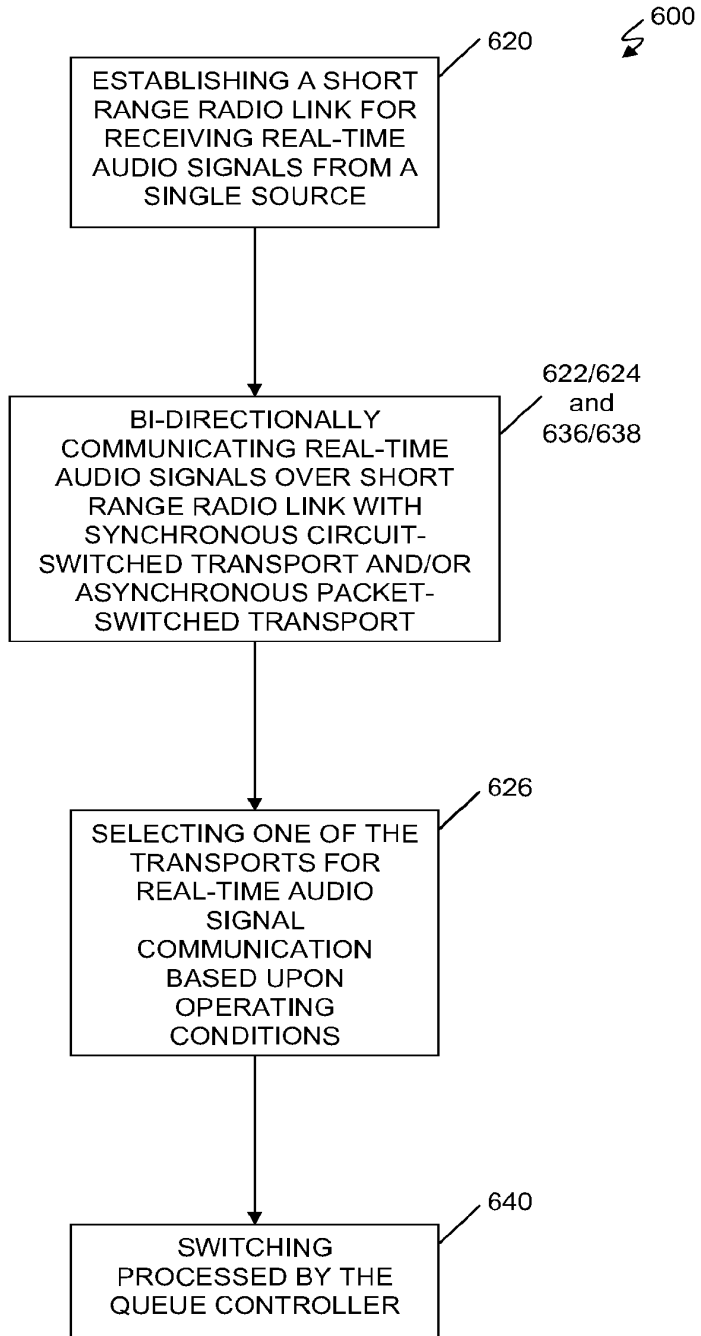 600
620
ESTABLISHING A SHORT
RANGE RADIO LINK FOR
RECEIVING REAL-TIME
AUDIO SIGNALS FROM A
SINGLE SOURCE
622/624
and
636/638
BI-DIRECTIONALLY
COMMUNICATING REAL-TIME
AUDIO SIGNALS OVER SHORT
RANGE RADIO LINK WITH
SYNCHRONOUS CIRCUIT-
SWITCHED TRANSPORT AND/OR
ASYNCHRONOUS PACKET-
SWITCHED TRANSPORT
626
SELECTING ONE OF THE
TRANSPORTS FOR
REAL-TIME AUDIO
SIGNAL
COMMUNICATION
BASED UPON
OPERATING
CONDITIONS
640
SWITCHING
PROCESSED BY THE
QUEUE CONTROLLER